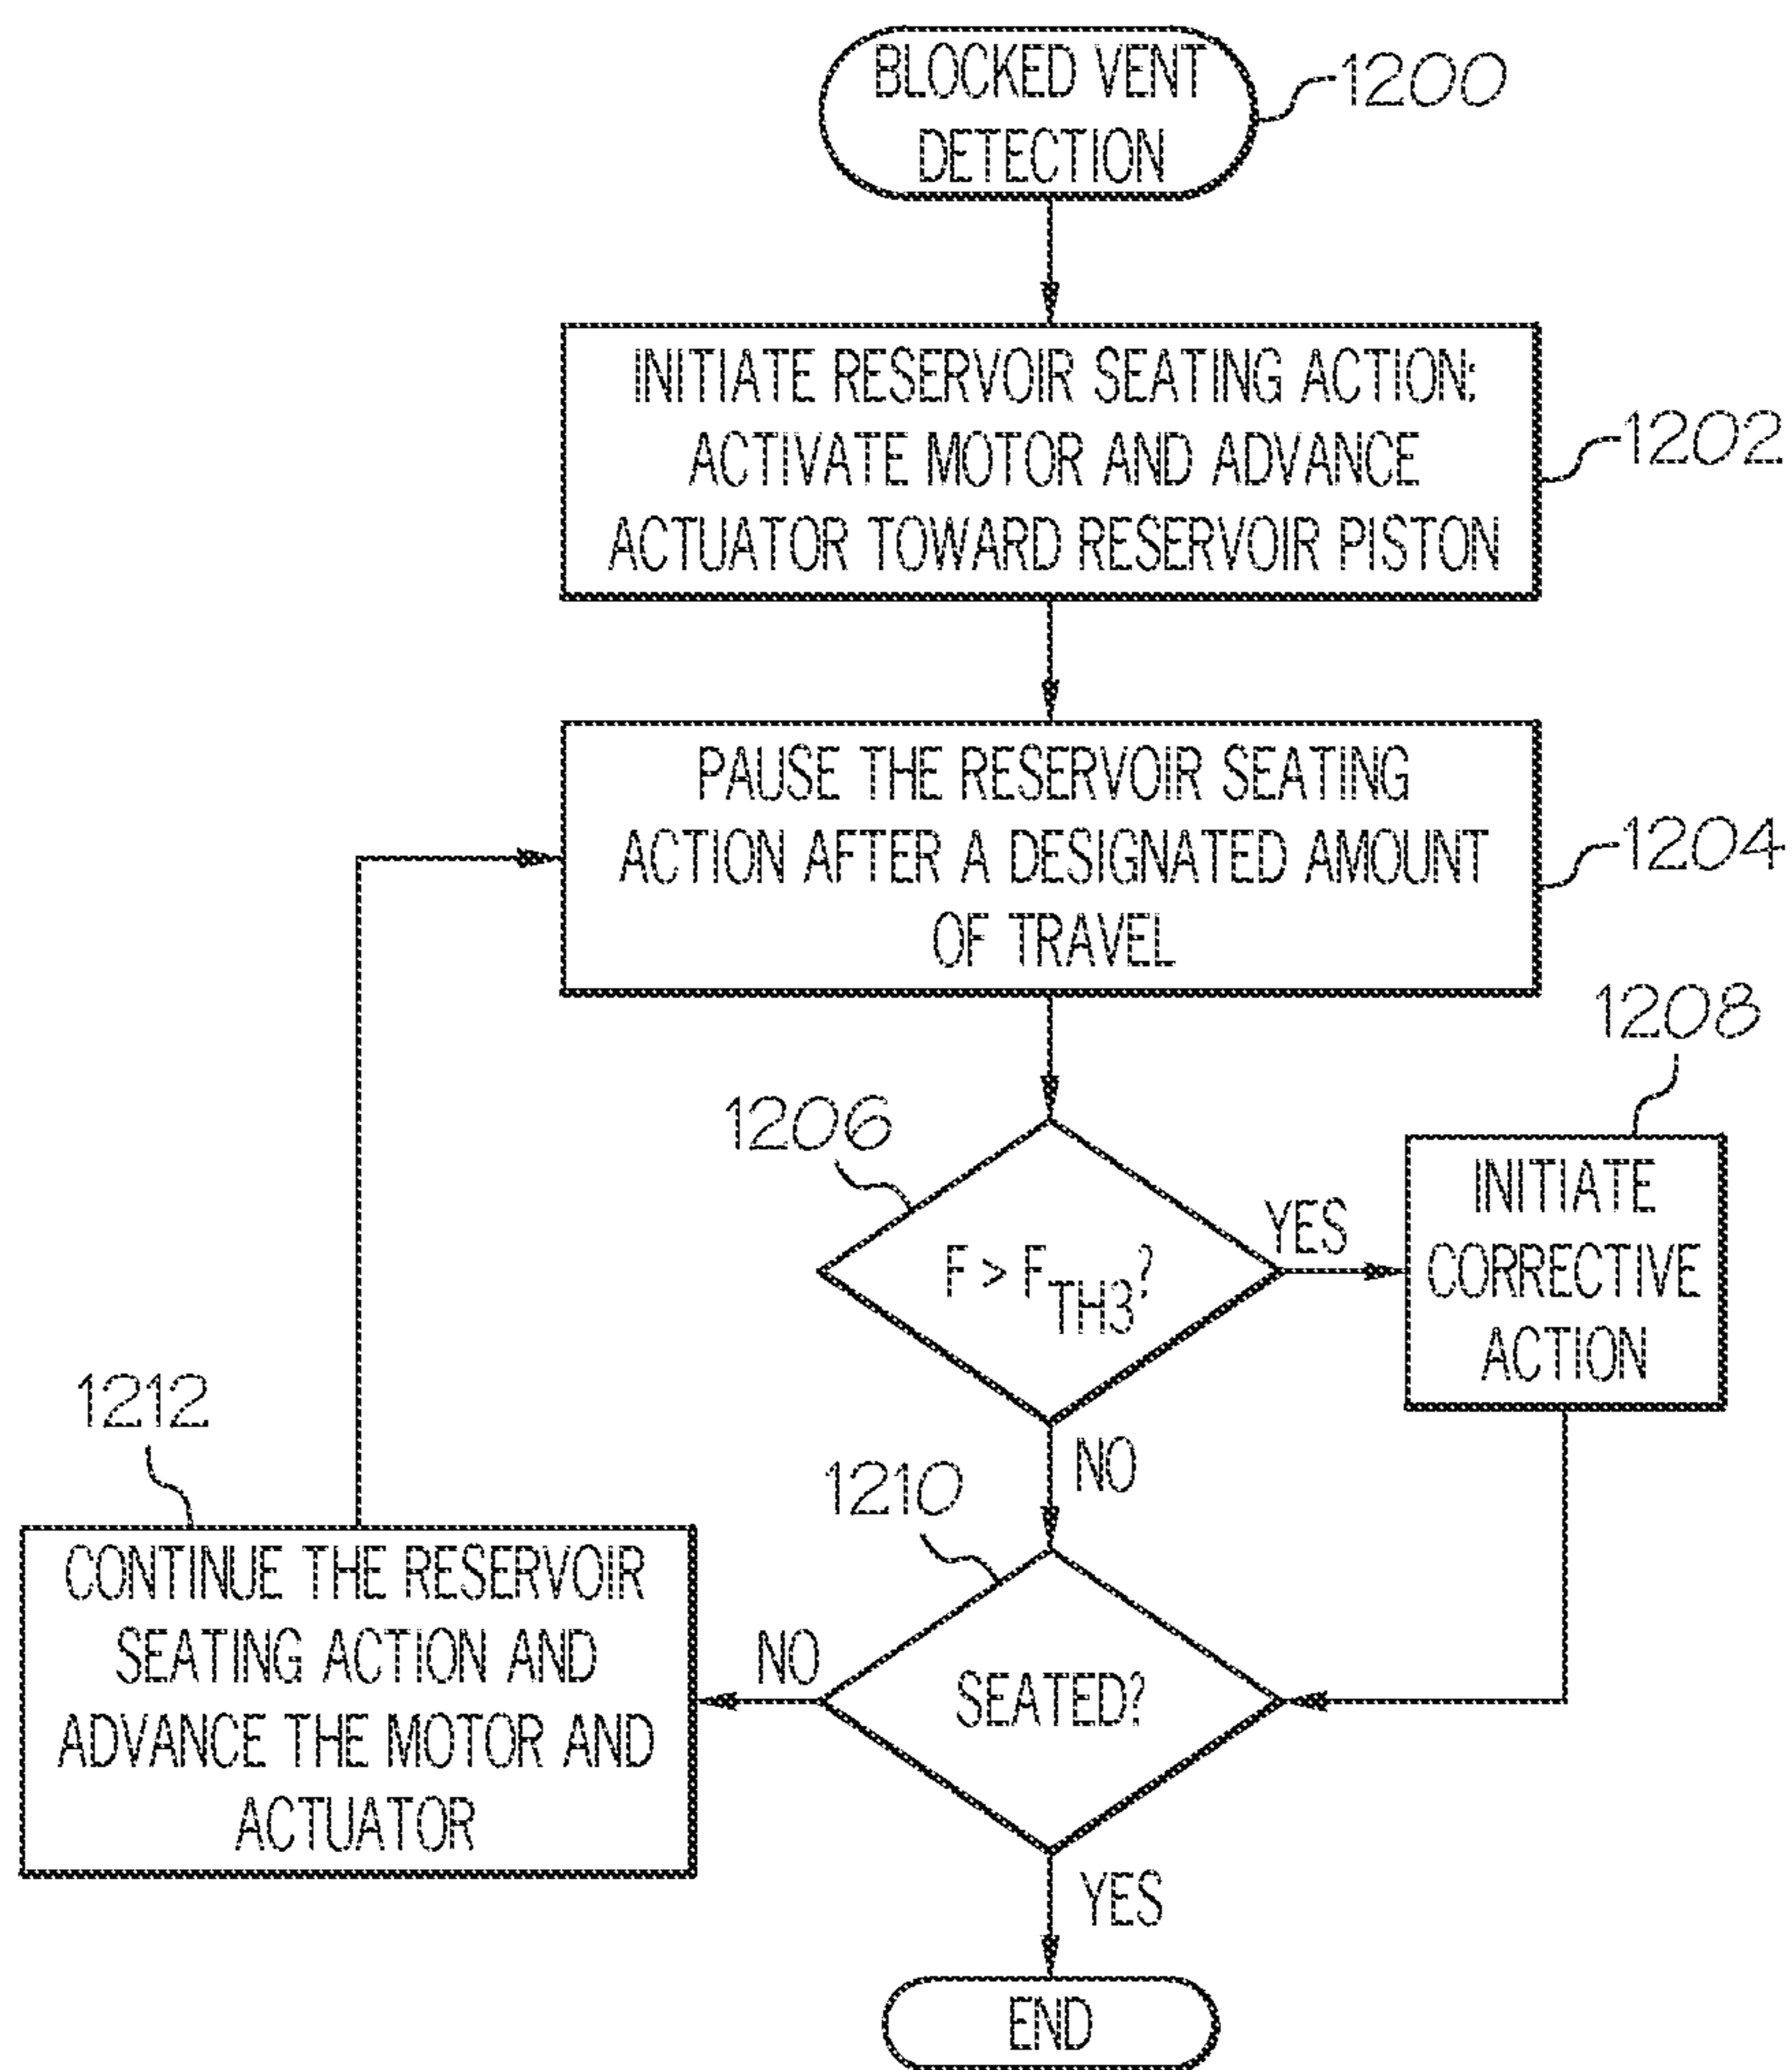 BLOCKED VENT
DETECTION
1200
INITIATE RESERVOIR SEATING ACTION;
ACTIVATE MOTOR AND ADVANCE
ACTUATOR TOWARD RESERVOIR PISTON
1202
PAUSE THE RESERVOIR SEATING
ACTION AFTER A DESIGNATED AMOUNT
OF TRAVEL
1204
1206
F > FTH3?
YES
NO
1208
INITIATE
CORRECTIVE
ACTION
1210
SEATED?
NO
YES
1212
CONTINUE THE RESERVOIR
SEATING ACTION AND
ADVANCE THE MOTOR AND
ACTUATOR
END